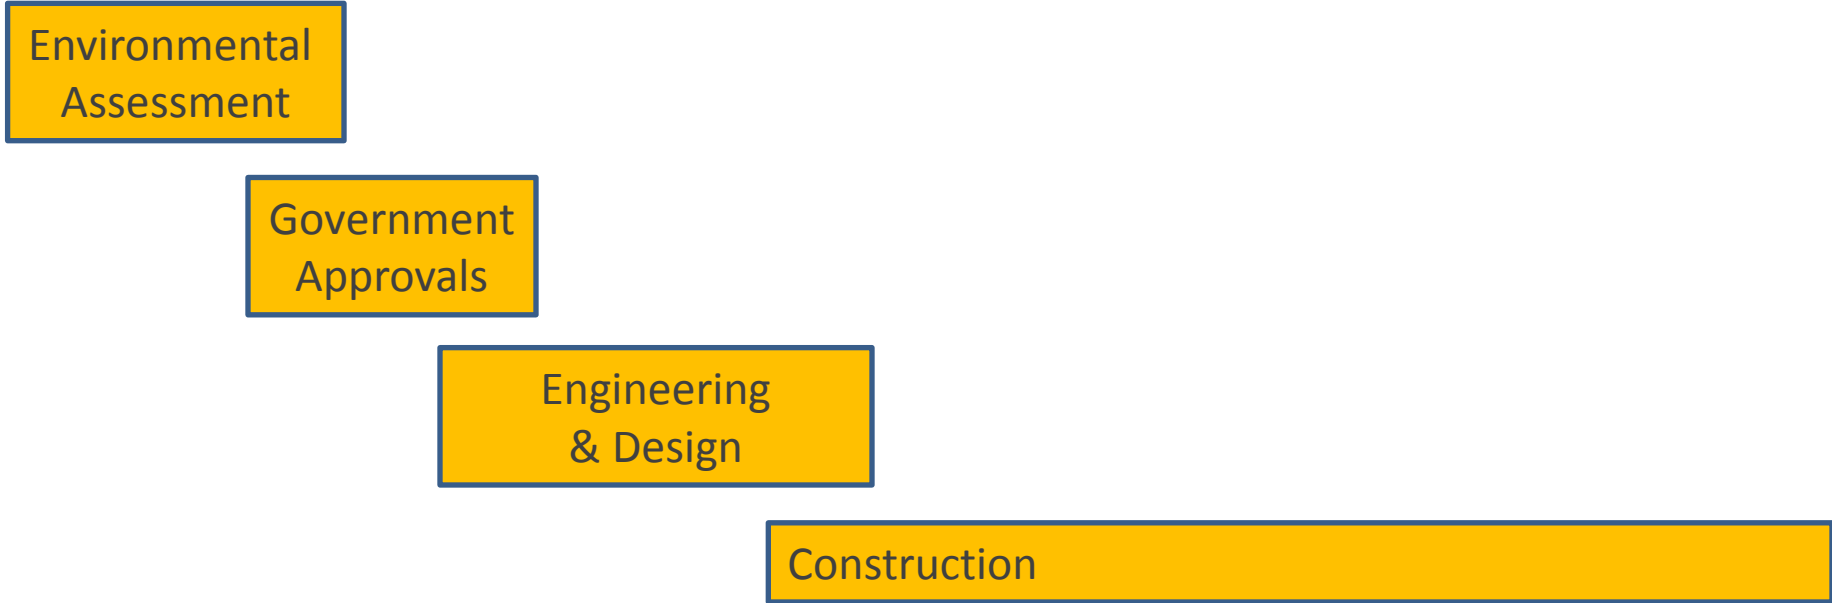 Environmental
Assessment
Government
Approvals
Engineering
& Design
Construction